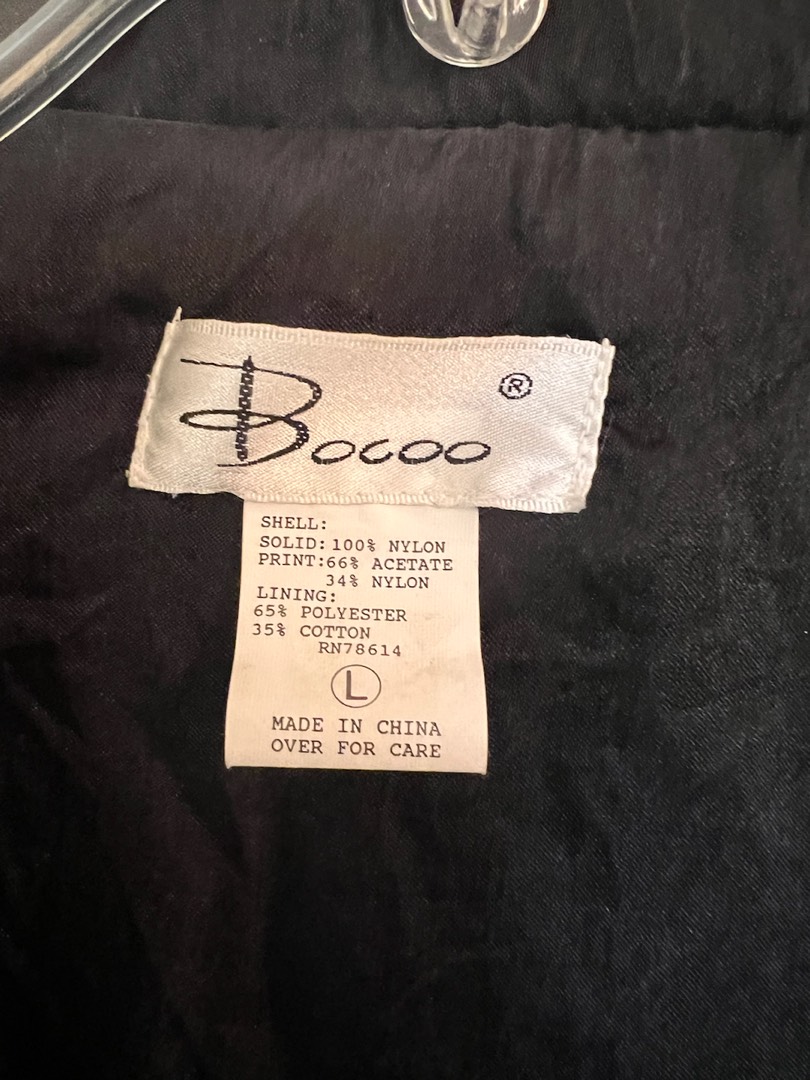 Bocoo ®
SHELL:
SOLID: 100% NYLON
PRINT: 66% ACETATE
34% NYLON
LINING:
65% POLYESTER
35% COTTON
RN78614
L
MADE IN CHINA
OVER FOR CARE